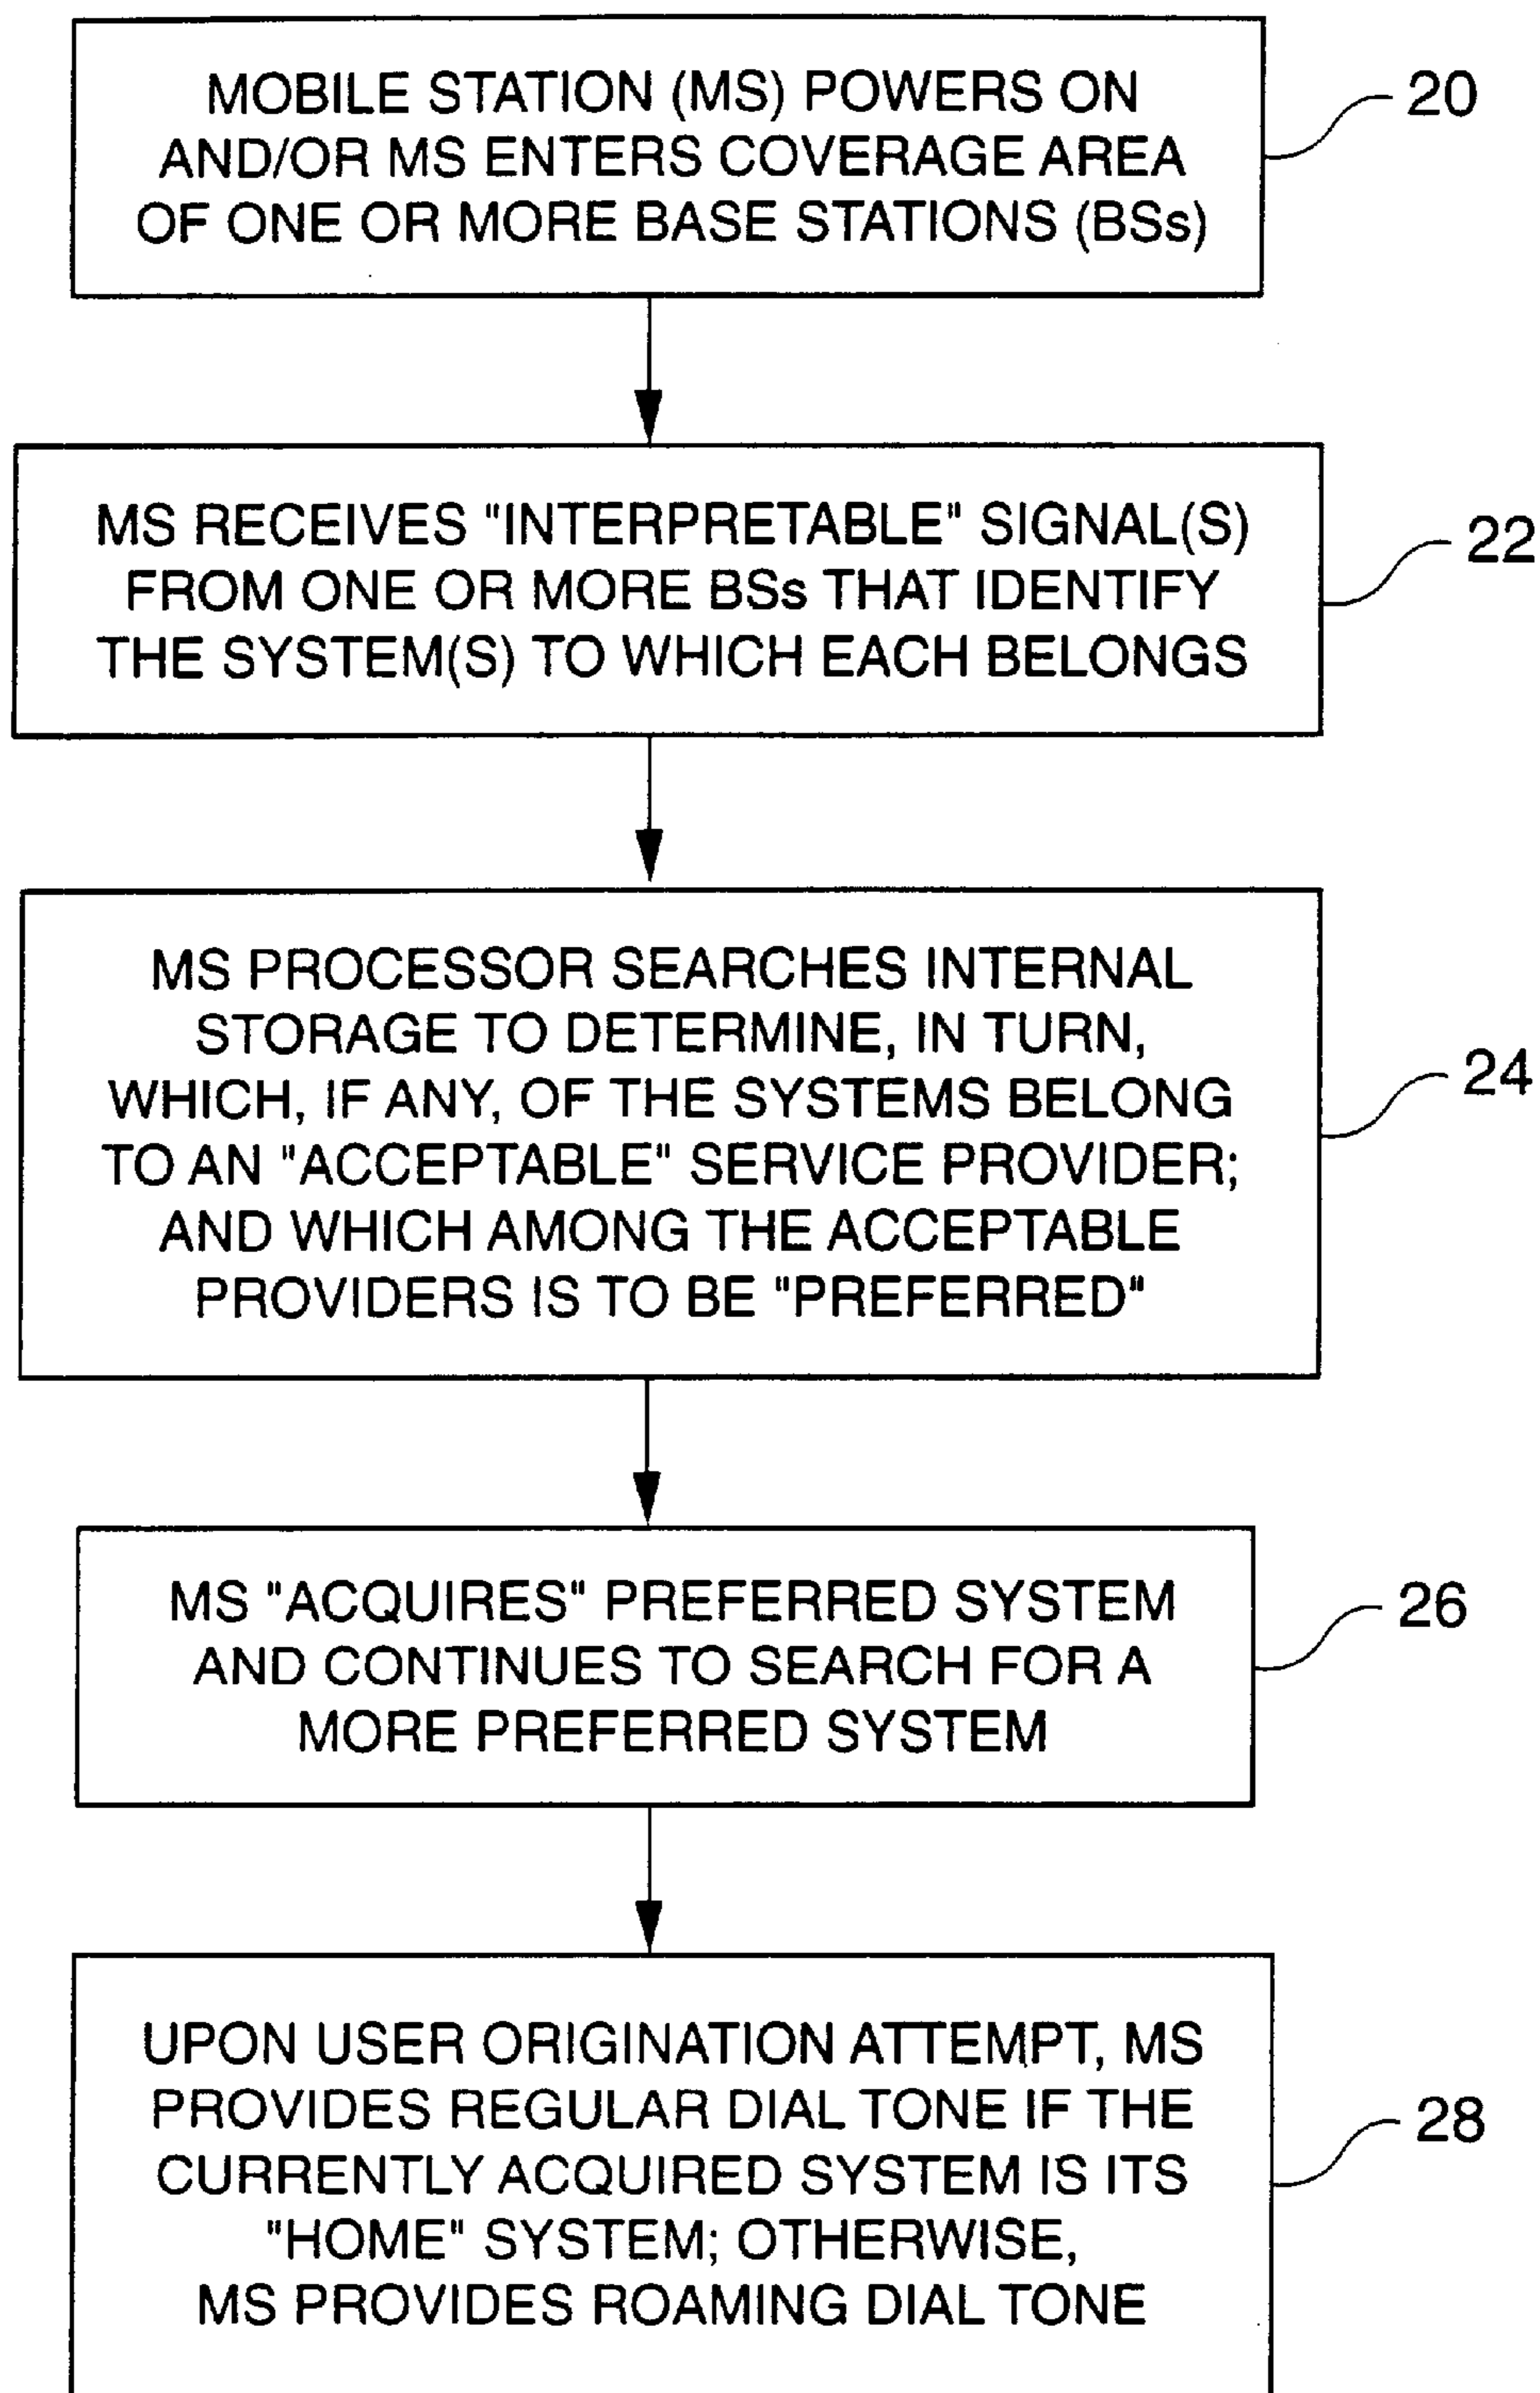 MOBILE STATION (MS) POWERS ON
AND/OR MS ENTERS COVERAGE AREA
OF ONE OR MORE BASE STATIONS (BSs)
20
MS RECEIVES "INTERPRETABLE" SIGNAL(S)
FROM ONE OR MORE BSs THAT IDENTIFY
THE SYSTEM(S) TO WHICH EACH BELONGS
22
MS PROCESSOR SEARCHES INTERNAL
STORAGE TO DETERMINE, IN TURN,
WHICH, IF ANY, OF THE SYSTEMS BELONG
TO AN "ACCEPTABLE" SERVICE PROVIDER;
AND WHICH AMONG THE ACCEPTABLE
PROVIDERS IS TO BE "PREFERRED"
24
MS "ACQUIRES" PREFERRED SYSTEM
AND CONTINUES TO SEARCH FOR A
MORE PREFERRED SYSTEM
26
UPON USER ORIGINATION ATTEMPT, MS
PROVIDES REGULAR DIAL TONE IF THE
CURRENTLY ACQUIRED SYSTEM IS ITS
"HOME" SYSTEM; OTHERWISE,
MS PROVIDES ROAMING DIAL TONE
28